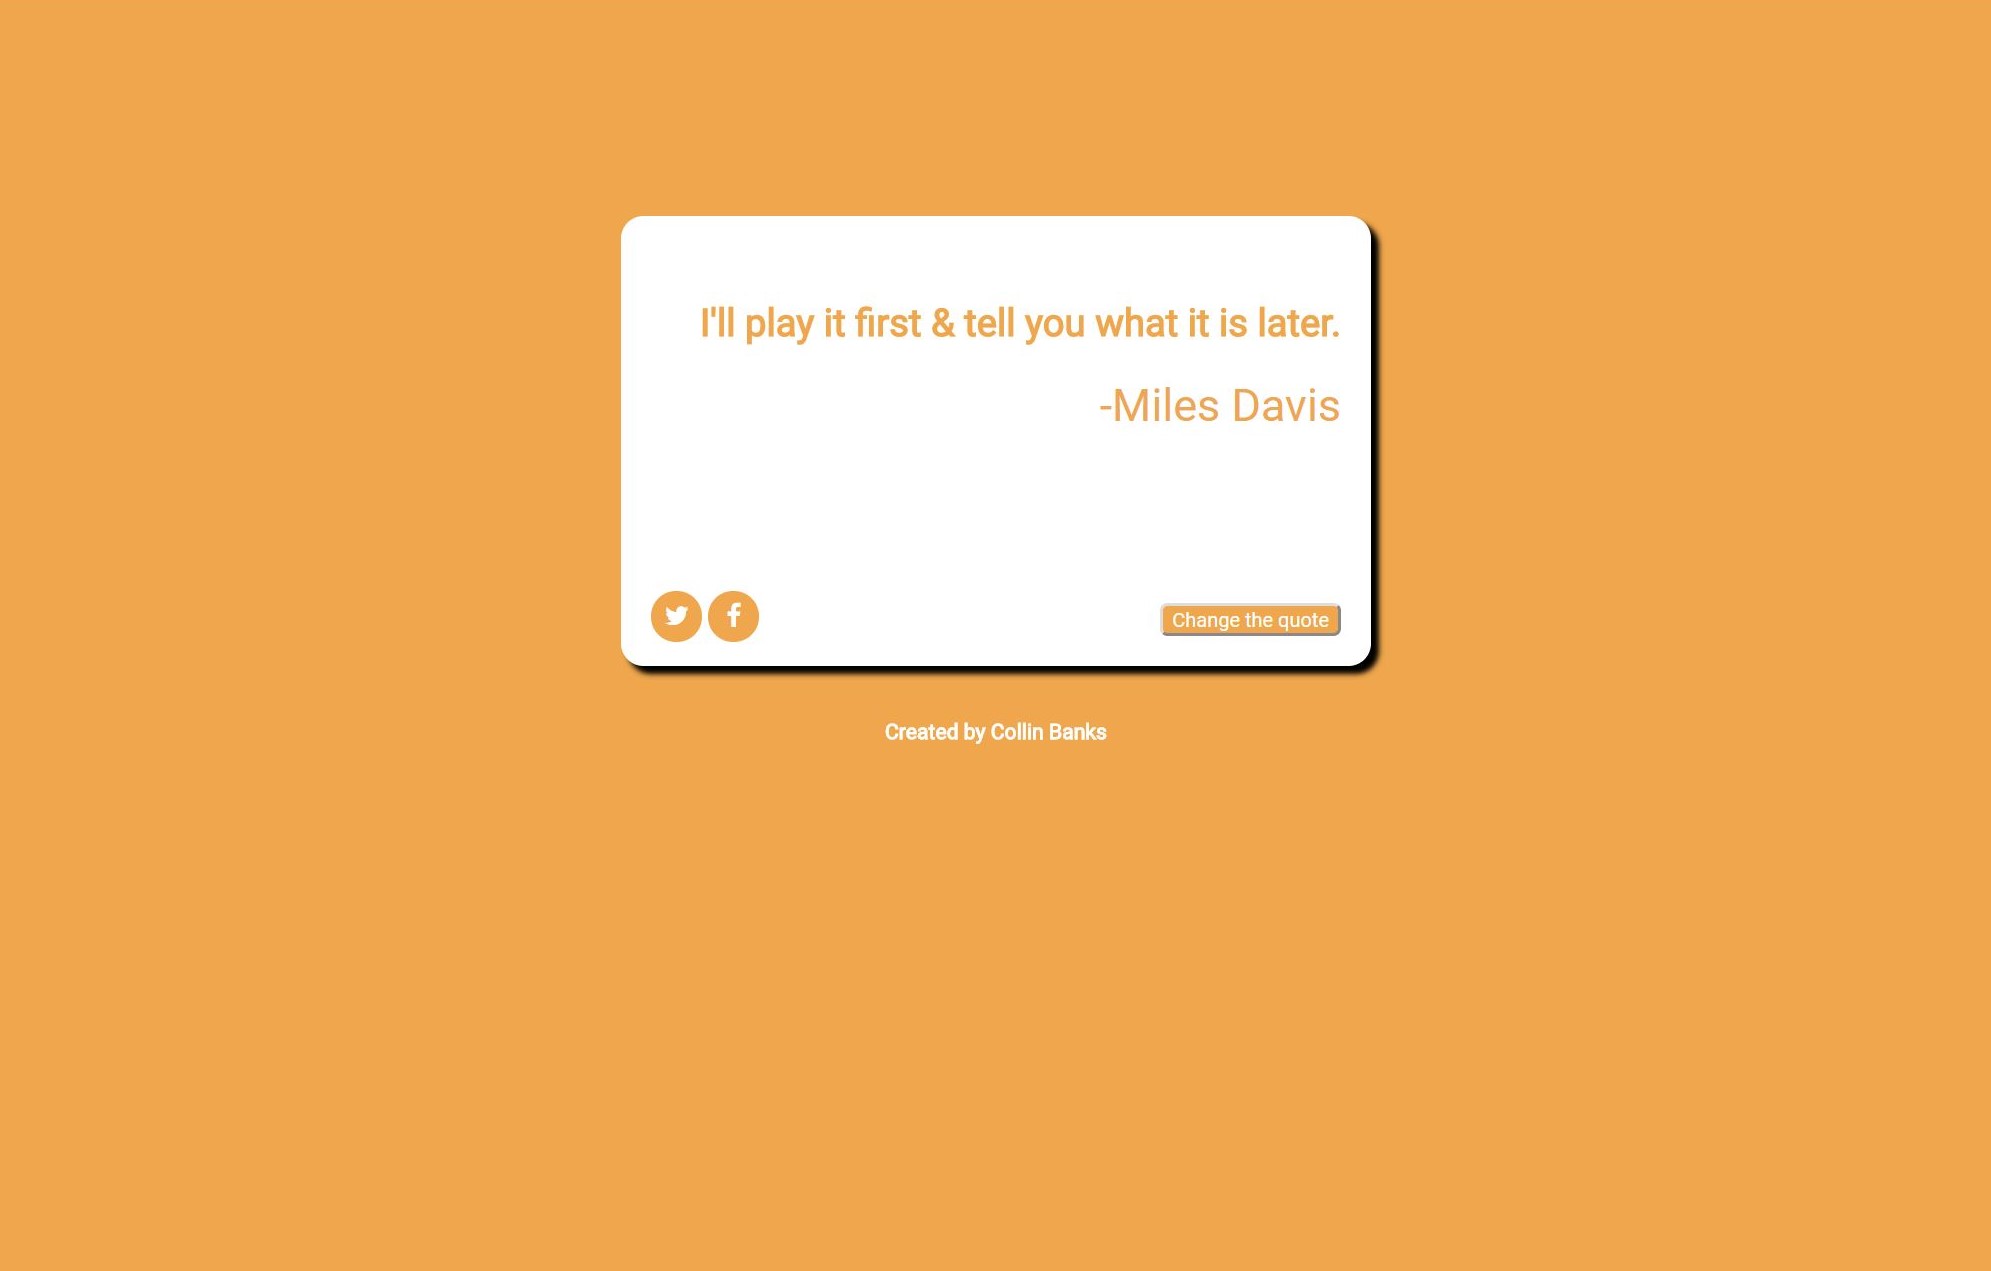 I'll play it first & tell you what it is later.
-Miles Davis
Change the quote
Created by Collin Banks